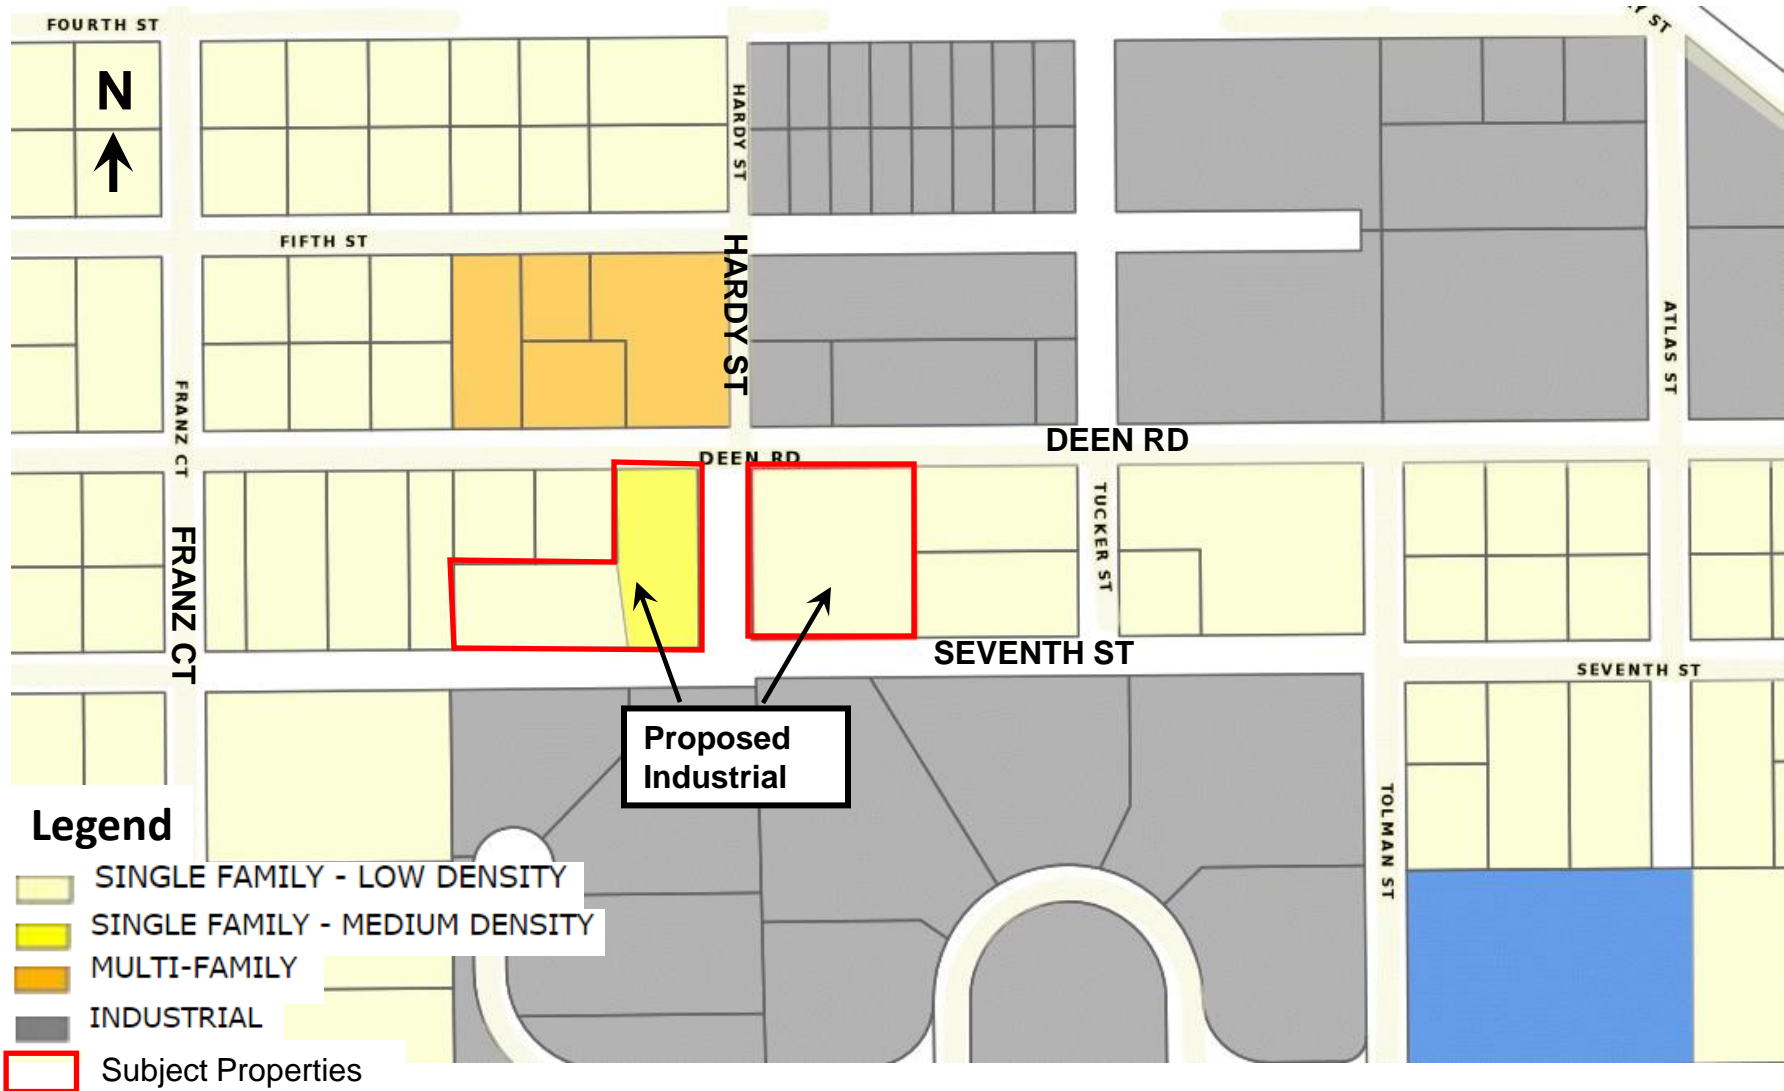 FOURTH ST
N
HARDY ST
FIFTH ST
HARDY ST
ATLAS ST
FRANZ CT
DEEN RD
DEEN RD
TUCKER ST
FRANZ CT
SEVENTH ST
SEVENTH ST
Proposed
Industrial
TOLMAN ST
Legend
SINGLE FAMILY - LOW DENSITY
SINGLE FAMILY - MEDIUM DENSITY
MULTI-FAMILY
INDUSTRIAL
Subject Properties